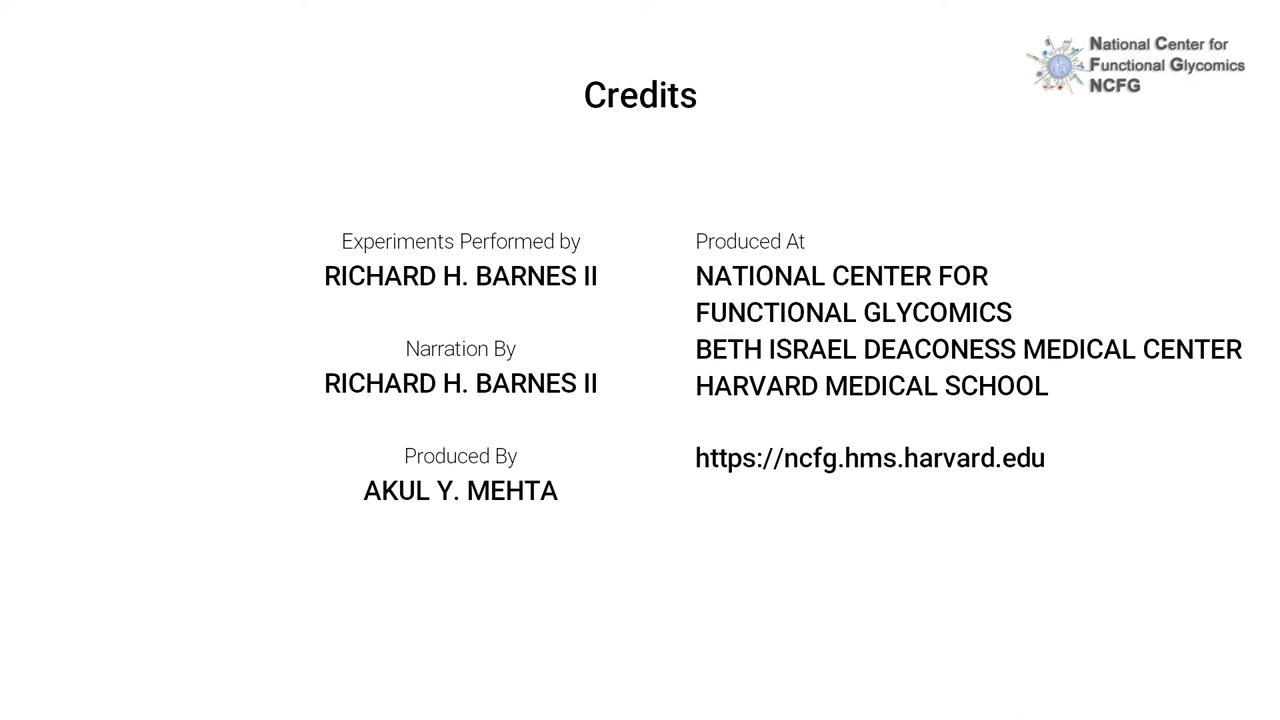 National Center for
Functional Glycomics
NCFG
Credits
Experiments Performed by
RICHARD H. BARNES II
Narration By
RICHARD H. BARNES II
Produced By
AKUL Y. MEHTA
Produced At
NATIONAL CENTER FOR
FUNCTIONAL GLYCOMICS
BETH ISRAEL DEACONESS MEDICAL CENTER
HARVARD MEDICAL SCHOOL
https://ncfg.hms.harvard.edu